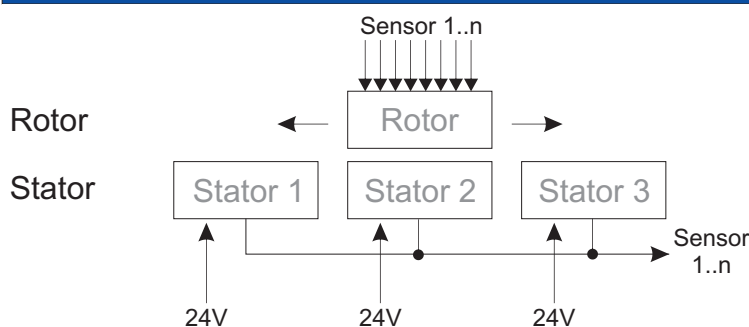 Sensor 1..n
Rotor
Rotor
Stator
Stator 1
Stator 2
Stator 3
Sensor
1..n
24V
24V
24V